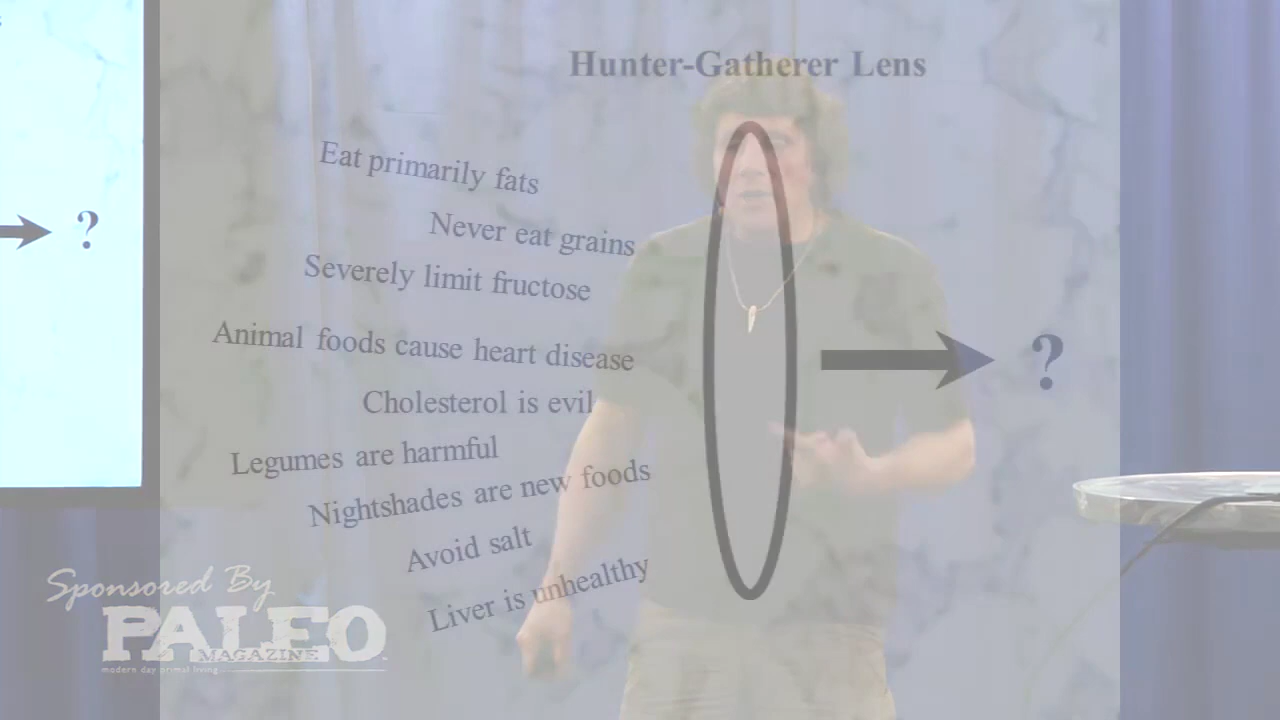 Hunter-Gatherer Lens
Eat primarily fats
Never eat grains
Severely limit fructose
Animal foods cause heart disease
Cholesterol is evil
Legumes are harmful
Nightshades are new foods
Avoid salt
Liver is unhealthy
?
?
Sponsored By
PALEO
MAGAZINE
modern day primal living